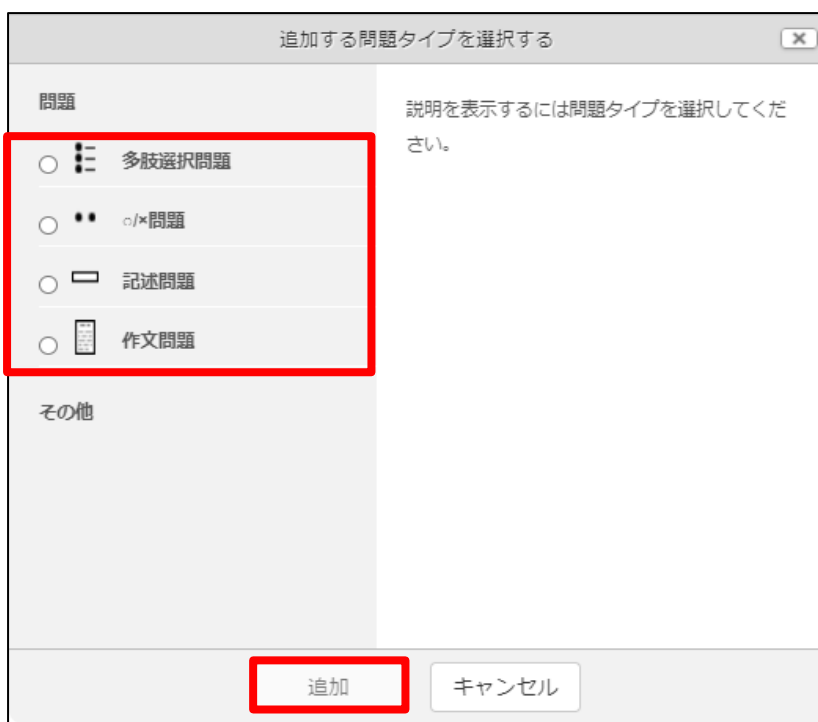 追加する問題タイプを選択する
問題
多肢選択問題
○/×問題
記述問題
作文問題
その他
説明を表示するには問題タイプを選択してくだ
さい。
追加
キャンセル